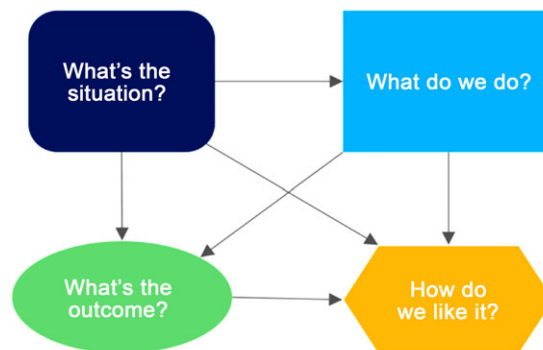 What's the
situation?
What do we do?
What's the
outcome?
How do
we like it?